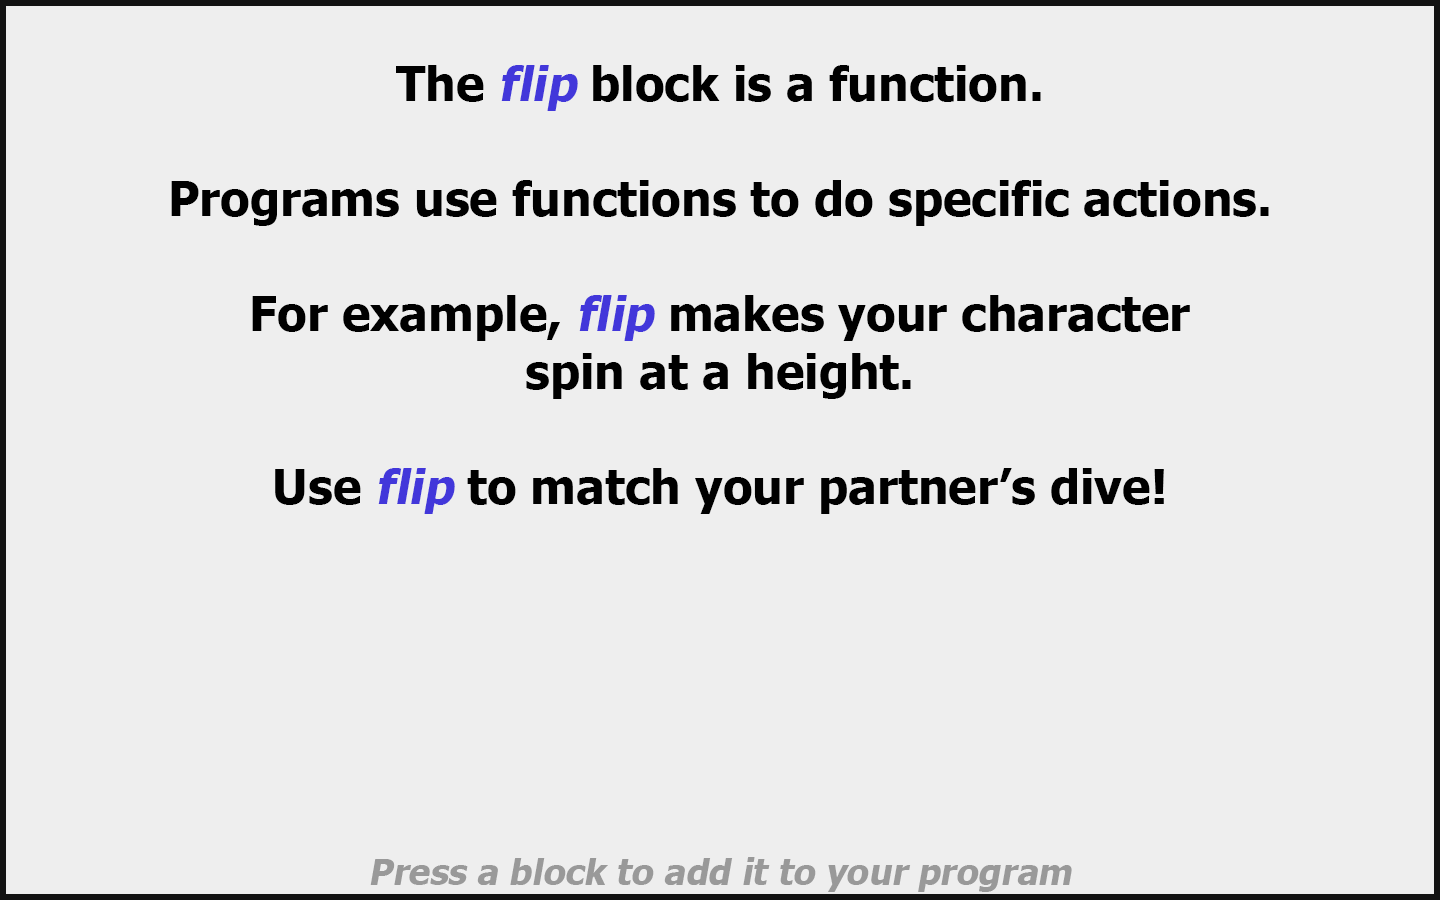 The flip block is a function.
Programs use functions to do specific actions.
For example, flip makes your character
spin at a height.
Use flip to match your partner’s dive!
Press a block to add it to your program